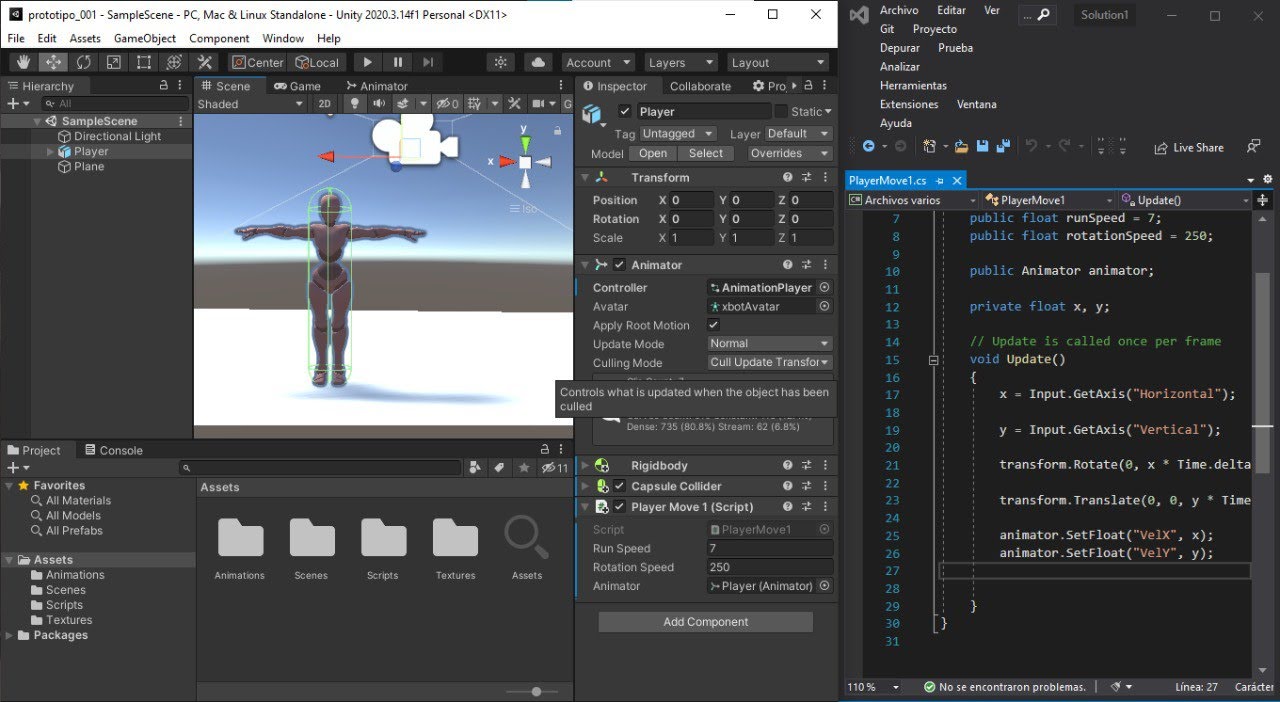 prototipo_001 - SampleScene - PC, Mac & Linux Standalone - Unity 2020.3.14f1 Personal <DX11>
File Edit Assets GameObject Component Window Help
Center Local Account Layers Layout
Hierarchy
All
SampleScene
Directional Light
Player
Plane
Scene Game Animator
Shaded 2D 0 G
y
x
Iso
Inspector Collaborate Pro
Player Static
Tag Untagged Layer Default
Model Open Select Overrides
Transform
Position X 0 Y 0 Z 0
Rotation X 0 Y 0 Z 0
Scale X 1 Y 1 Z 1
Animator
Controller AnimationPlayer
Avatar xbotAvatar
Apply Root Motion
Update Mode Normal
Culling Mode Cull Update Transfor
Controls what is updated when the object has been
culled
Dense: 735 (80.8%) Stream: 62 (6.8%)
Rigidbody
Capsule Collider
Player Move 1 (Script)
Script PlayerMove1
Run Speed 7
Rotation Speed 250
Animator Player (Animator)
Add Component
Project Console
11
Favorites
All Materials
All Models
All Prefabs
Assets
Animations
Scenes
Scripts
Textures
Packages
Assets
Animations Scenes Scripts Textures Assets
Archivo Editar Ver ... Solution1
Git Proyecto
Depurar Prueba
Analizar
Herramientas
Extensiones Ventana
Ayuda
Live Share
PlayerMove1.cs
Archivos varios PlayerMove1 Update()
7 public float runSpeed = 7;
8 public float rotationSpeed = 250;
9
10 public Animator animator;
11
12 private float x, y;
13
14 // Update is called once per frame
15 void Update()
16 {
17 x = Input.GetAxis("Horizontal");
18
19 y = Input.GetAxis("Vertical");
20
21 transform.Rotate(0, x * Time.delta
22
23 transform.Translate(0, 0, y * Time
24
25 animator.SetFloat("VelX", x);
26 animator.SetFloat("VelY", y);
27
28
29 }
30 }
31
110 % No se encontraron problemas. Línea: 27 Carácter